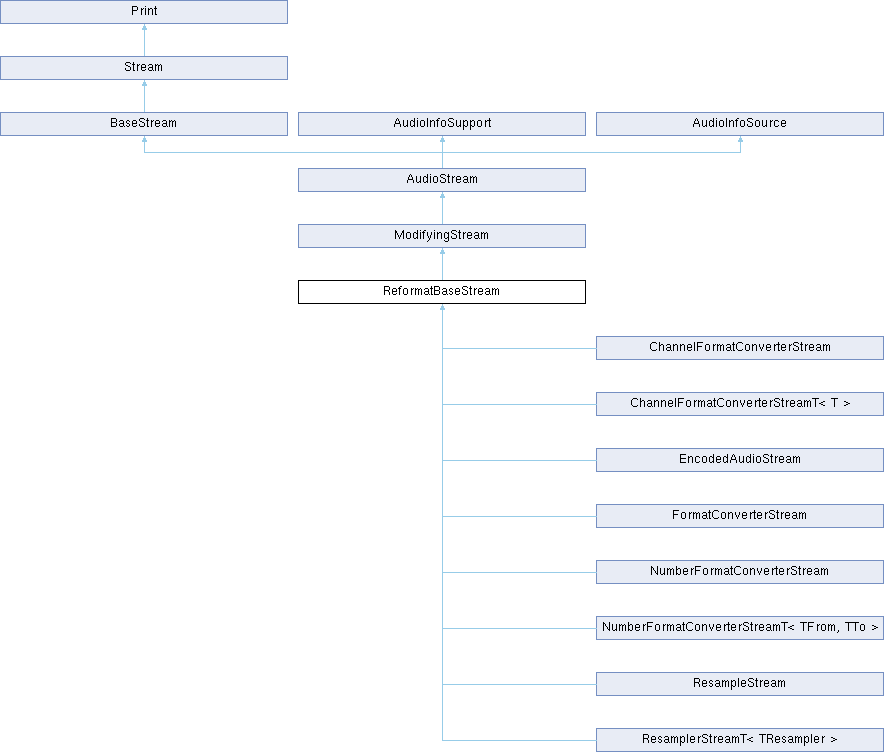 Print
Stream
BaseStream
AudioInfoSupport
AudioInfoSource
AudioStream
ModifyingStream
ReformatBaseStream
ChannelFormatConverterStream
ChannelFormatConverterStreamT< T >
EncodedAudioStream
FormatConverterStream
NumberFormatConverterStream
NumberFormatConverterStreamT< TFrom, TTo >
ResampleStream
ResamplerStreamT< TResampler >